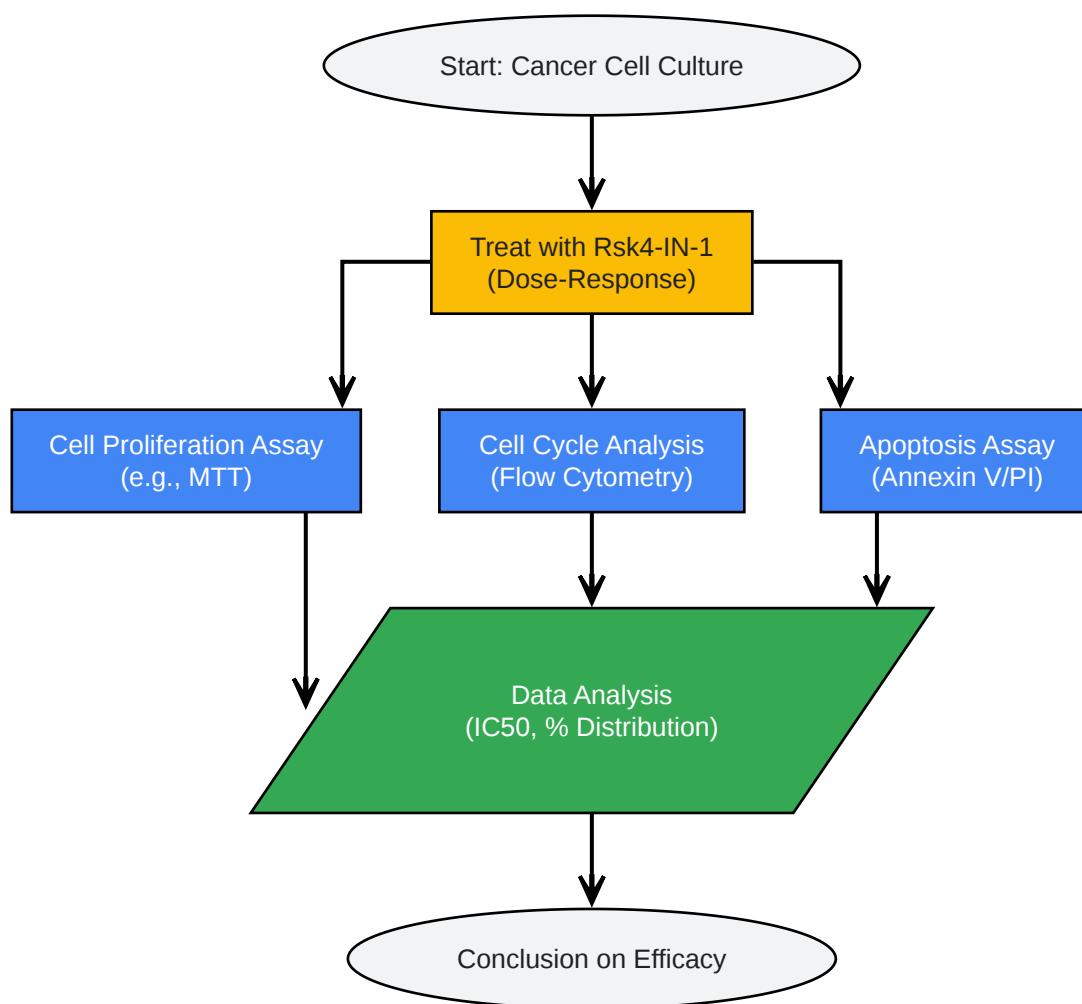 Start: Cancer Cell Culture
Treat with Rsk4-IN-1
(Dose-Response)
Cell Proliferation Assay
(e.g., MTT)
Cell Cycle Analysis
(Flow Cytometry)
Apoptosis Assay
(Annexin V/PI)
Data Analysis
(IC50, % Distribution)
Conclusion on Efficacy